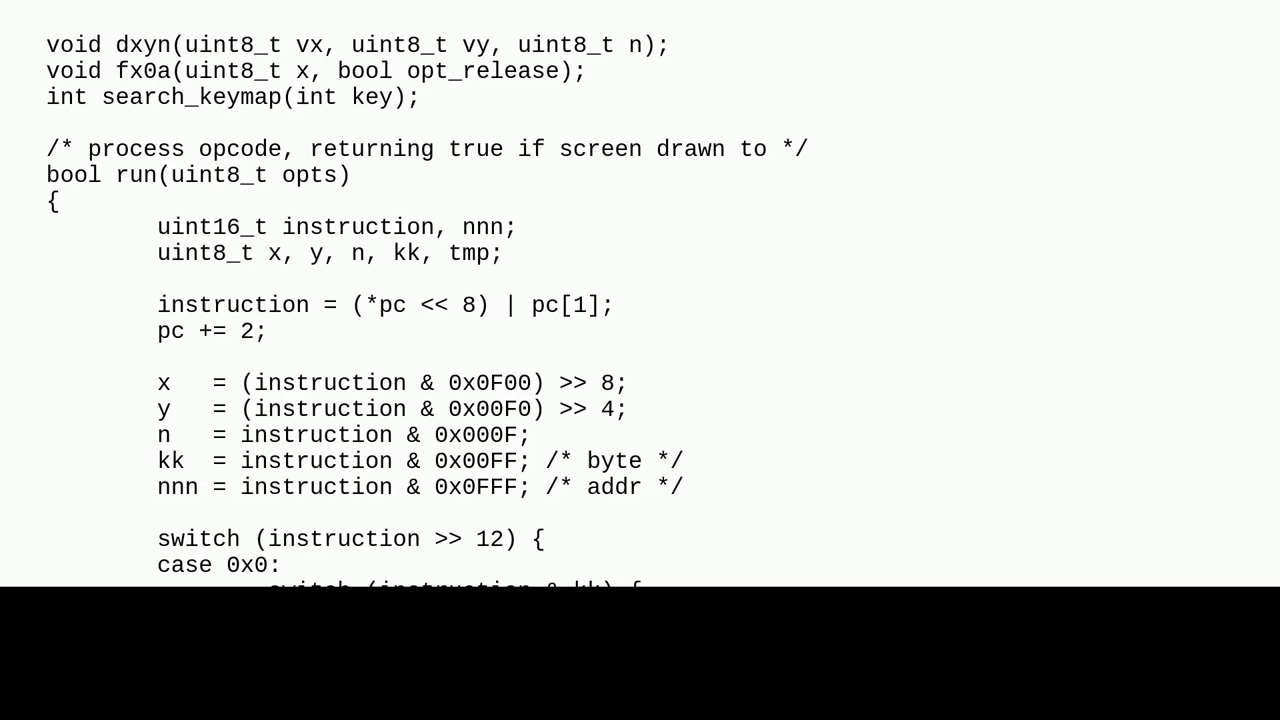 void dxyn(uint8_t vx, uint8_t vy, uint8_t n);
void fx0a(uint8_t x, bool opt_release);
int search_keymap(int key);

/* process opcode, returning true if screen drawn to */
bool run(uint8_t opts)
{
        uint16_t instruction, nnn;
        uint8_t x, y, n, kk, tmp;

        instruction = (*pc << 8) | pc[1];
        pc += 2;

        x   = (instruction & 0x0F00) >> 8;
        y   = (instruction & 0x00F0) >> 4;
        n   = instruction & 0x000F;
        kk  = instruction & 0x00FF; /* byte */
        nnn = instruction & 0x0FFF; /* addr */

        switch (instruction >> 12) {
        case 0x0:
                switch (instruction & kk) {